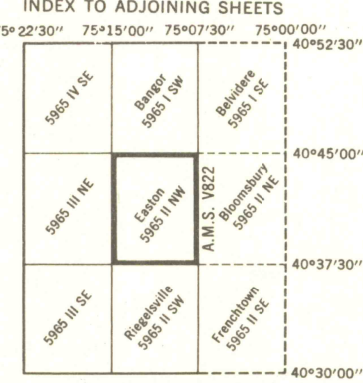 INDEX TO ADJOINING SHEETS
5° 22'30" 75°15'00" 75°07'30" 75°00'00"
40°52'30"
5965 IV SE
Bangor
5965 I SW
Belvidere
5965 I SE
40°45'00"
5965 III NE
Easton
5965 II NW
A.M.S. V822
Bloomsbury
5965 II NE
40°37'30"
5965 III SE
Riegelsville
5965 II SW
Frenchtown
5965 II SE
40°30'00"